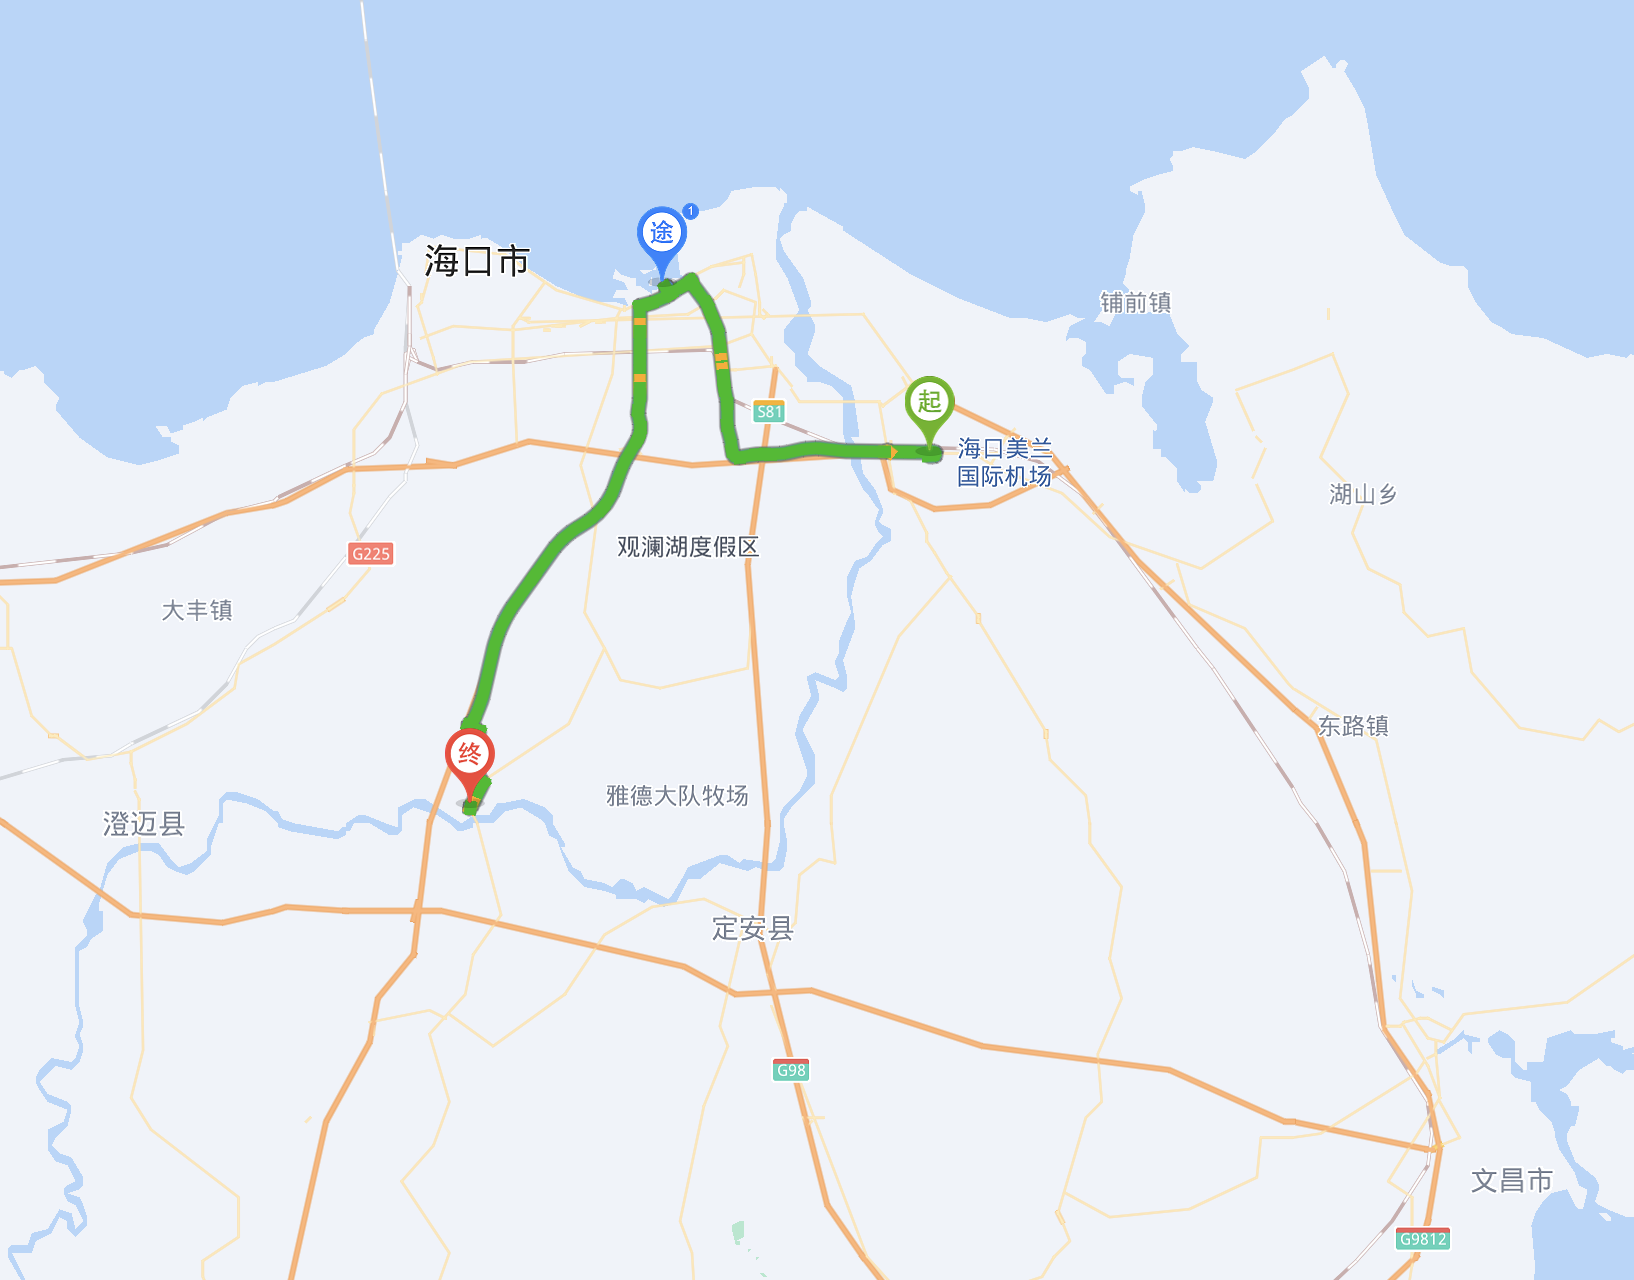 1
途
海口市
铺前镇
起
S81
海口美兰
国际机场
湖山乡
G225
观澜湖度假区
大丰镇
东路镇
终
雅德大队牧场
澄迈县
定安县
G98
文昌市
G9812